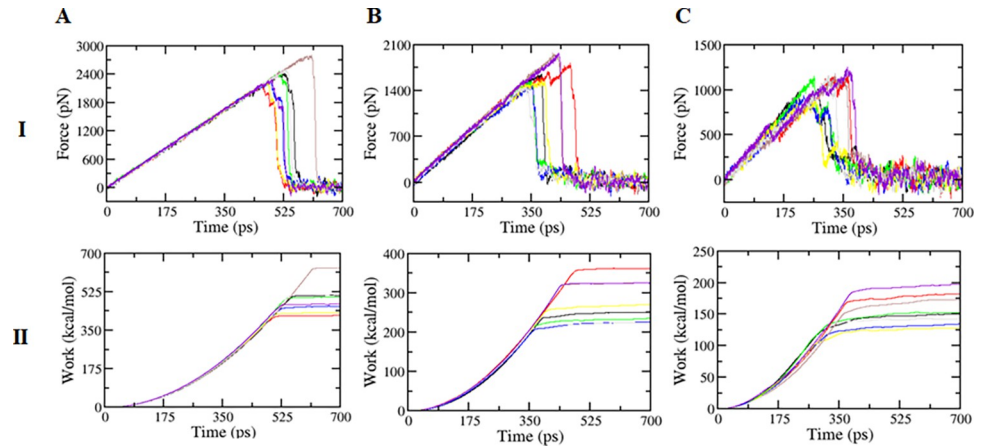 A
B
C
I
Force (pN)
3000
2400
1800
1200
600
0
0 175 350 525 700
Time (ps)
Force (pN)
2100
1400
700
0
0 175 350 525 700
Time (ps)
Force (pN)
1500
1000
500
0
0 175 350 525 700
Time (ps)
II
Work (kcal/mol)
700
525
350
175
0
0 175 350 525 700
Time (ps)
Work (kcal/mol)
400
300
200
100
0
0 175 350 525 700
Time (ps)
Work (kcal/mol)
250
200
150
100
50
0
0 175 350 525 700
Time (ps)